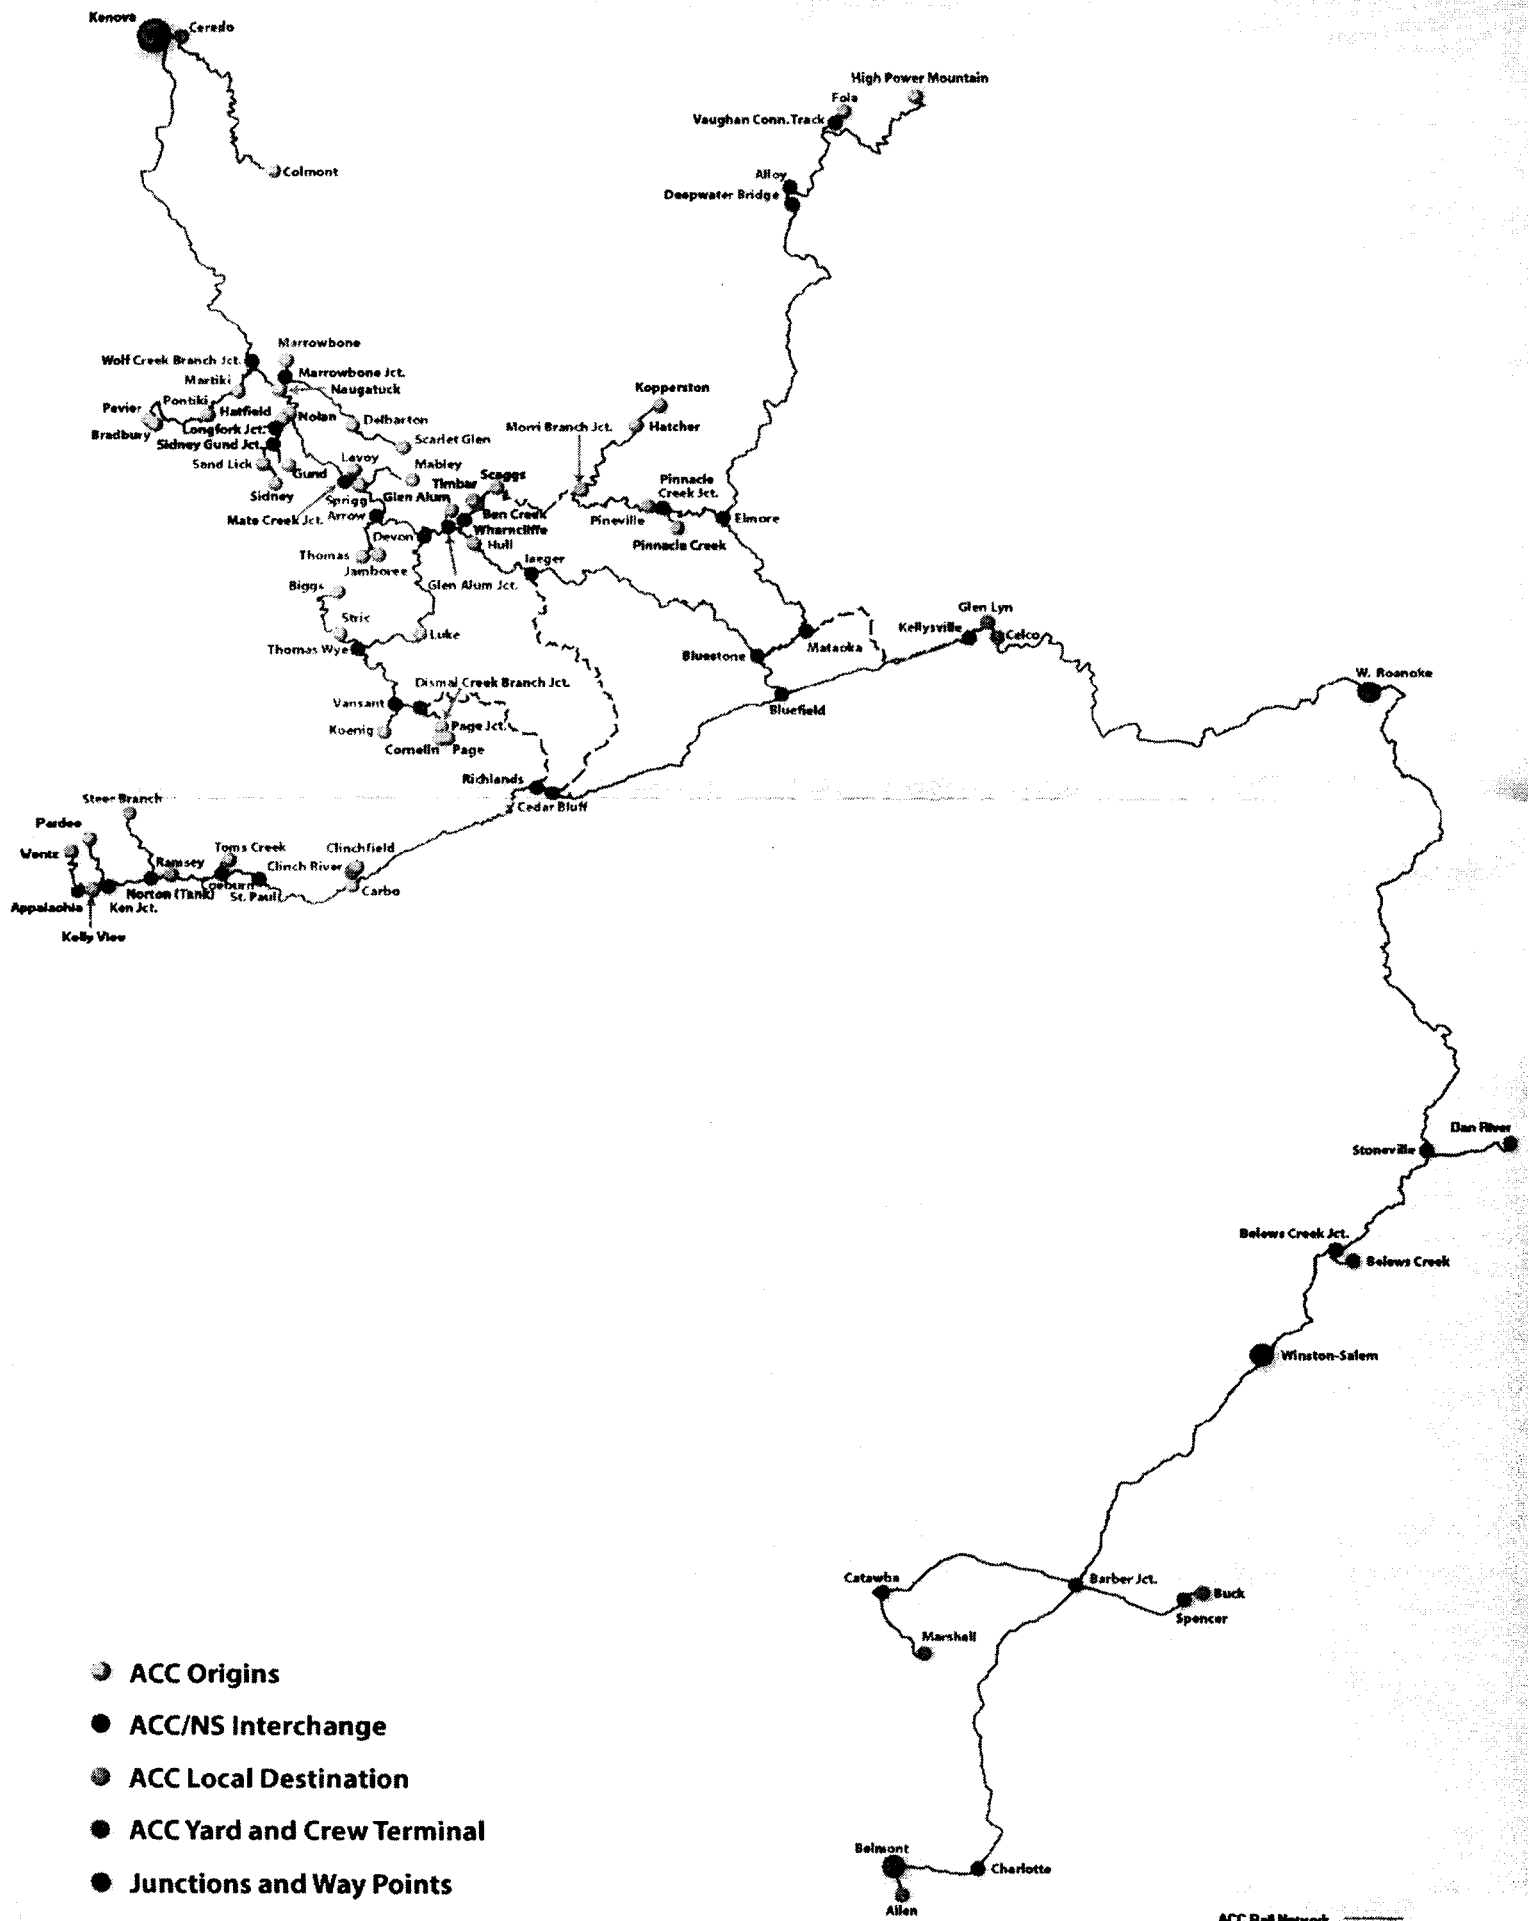 Kenova
Ceredo
High Power Mountain
Fola
Vaughan Conn. Track
Colmont
Alloy
Deepwater Bridge
Marrowbone
Wolf Creek Branch Jct.
Marrowbone Jct.
Martiki
Naugatuck
Kopperston
Pevler
Pontiki
Hatfield
Nolan
Delbarton
Hatcher
Bradbury
Longfork Jct.
Morri Branch Jct.
Sidney Gund Jct.
Scarlet Glen
Sand Lick
Gund
Lavoy
Mabley
Scaggs
Pinnacle
Creek Jct.
Sidney
Timbar
Sprigg
Glen Alum
Mate Creek Jct.
Arrow
Ben Creek
Pineville
Elmore
Devon
Wharncliffe
Hull
Pinnacle Creek
Thomas
Jamboree
Iaeger
Biggs
Glen Alum Jct.
Glen Lyn
Stric
Luke
Kellysville
Celco
Thomas Wye
Bluestone
Mataoka
W. Roanoke
Dismal Creek Branch Jct.
Vansant
Bluefield
Koenig
Page Jct.
Cornelin
Page
Richlands
Cedar Bluff
Steer Branch
Pardee
Wentz
Ramsey
Toms Creek
Clinchfield
Clinch River
Norton (Tank)
Coeburn
St. Paul
Carbo
Appalachia
Ken Jct.
Kelly View
Dan River
Stoneville
Belews Creek Jct.
Belews Creek
Winston-Salem
Catawba
Barber Jct.
Buck
Spencer
Marshall
ACC Origins
ACC/NS Interchange
ACC Local Destination
ACC Yard and Crew Terminal
Belmont
Charlotte
Junctions and Way Points
Allen
ACC Rail Network